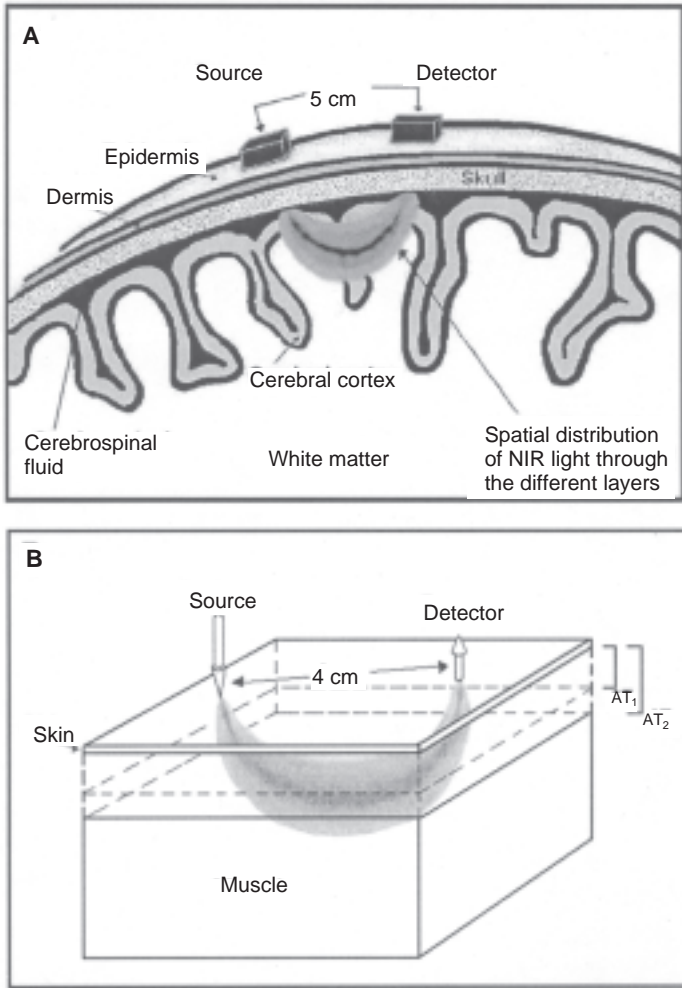 A
Source
Detector
5 cm
Epidermis
Skull
Dermis
Cerebral cortex
Cerebrospinal
fluid
White matter
Spatial distribution
of NIR light through
the different layers
B
Source
Detector
4 cm
AT1
AT2
Skin
Muscle